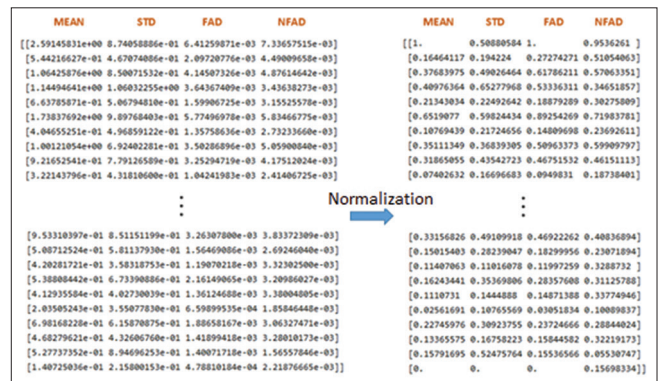 MEAN STD FAD NFAD
[[2.59145831e+00 8.74058886e-01 6.41259871e-03 7.33657515e-03]
[5.44216627e-01 4.67074086e-01 2.09720776e-03 4.49009658e-03]
[1.06425876e+00 8.50071532e-01 4.14507326e-03 4.87614642e-03]
[1.14494641e+00 1.06032255e+00 3.64367409e-03 3.43638273e-03]
[6.63785871e-01 5.06794810e-01 1.59906725e-03 3.15525578e-03]
[1.73837692e+00 9.89768403e-01 5.77496978e-03 5.83466775e-03]
[4.04655251e-01 4.96859122e-01 1.35758636e-03 2.73233660e-03]
[1.00121054e+00 6.92402281e-01 3.50286896e-03 5.05900840e-03]
[9.21652541e-01 7.79126589e-01 3.25294719e-03 4.17512024e-03]
[3.22143796e-01 4.31810600e-01 1.04241983e-03 2.41406725e-03]
[9.53310397e-01 8.51151199e-01 3.26307800e-03 3.83372309e-03]
[5.08712524e-01 5.81137930e-01 1.56469086e-03 2.69246040e-03]
[4.20281721e-01 3.58318753e-01 1.19070218e-03 3.32302500e-03]
[5.38808442e-01 6.73390886e-01 2.16149065e-03 3.20986027e-03]
[4.12935584e-01 4.02730039e-01 1.36124688e-03 3.38004805e-03]
[2.03505243e-01 3.55077830e-01 6.59899535e-04 1.85846448e-03]
[6.98168228e-01 6.15870875e-01 1.88658167e-03 3.06327471e-03]
[4.68279621e-01 4.32606760e-01 1.41899418e-03 3.28010173e-03]
[5.27737352e-01 8.94696253e-01 1.40071718e-03 1.56557846e-03]
[1.40725036e-01 2.15800153e-01 4.78810184e-04 2.21876665e-03]]
Normalization
MEAN STD FAD NFAD
[[1. 0.50880584 1. 0.9536261 ]
[0.16464117 0.194224 0.27274271 0.51054063]
[0.37683975 0.49026464 0.61786211 0.57063351]
[0.40976364 0.65277968 0.53336311 0.34651857]
[0.21343034 0.22492642 0.18879289 0.30275809]
[0.6519077 0.59824434 0.89254269 0.71983781]
[0.10769439 0.21724656 0.14809698 0.23692611]
[0.35111349 0.36839305 0.50963373 0.59909797]
[0.31865055 0.43542723 0.46751532 0.46151113]
[0.07402632 0.16696683 0.0949831 0.18738401]
[0.33156826 0.49109918 0.46922262 0.40836894]
[0.15015403 0.28239047 0.18299956 0.23071894]
[0.11407063 0.11016078 0.11997259 0.3288732 ]
[0.16243441 0.35369806 0.28357608 0.31125788]
[0.1110731 0.1444888 0.14871388 0.33774946]
[0.02561691 0.10765569 0.03051834 0.10089837]
[0.22745976 0.30923755 0.23724666 0.28844024]
[0.13365575 0.16758223 0.15844582 0.32219173]
[0.15791695 0.52475764 0.15536566 0.05530747]
[0. 0. 0. 0.15698334]]